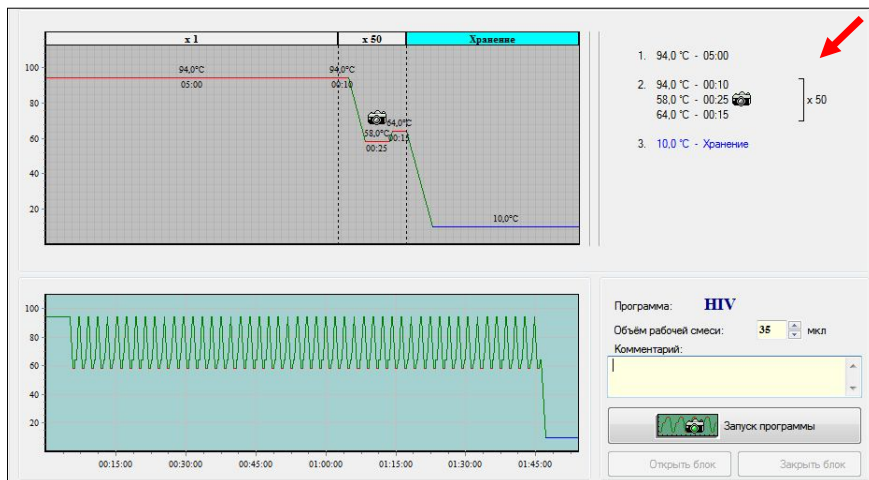 x 1 x 50 Хранение
100
80
60
40
20
94,0°C
05:00
94,0°C
00:10
58,0°C
00:25
64,0°C
00:15
10,0°C
1. 94,0 °C - 05:00
2. 94,0 °C - 00:10
58,0 °C - 00:25
64,0 °C - 00:15
x 50
3. 10,0 °C - Хранение
100
80
60
40
20
00:15:00 00:30:00 00:45:00 01:00:00 01:15:00 01:30:00 01:45:00
Программа: HIV
Объём рабочей смеси: 35 мкл
Комментарий:
Запуск программы
Открыть блок Закрыть блок